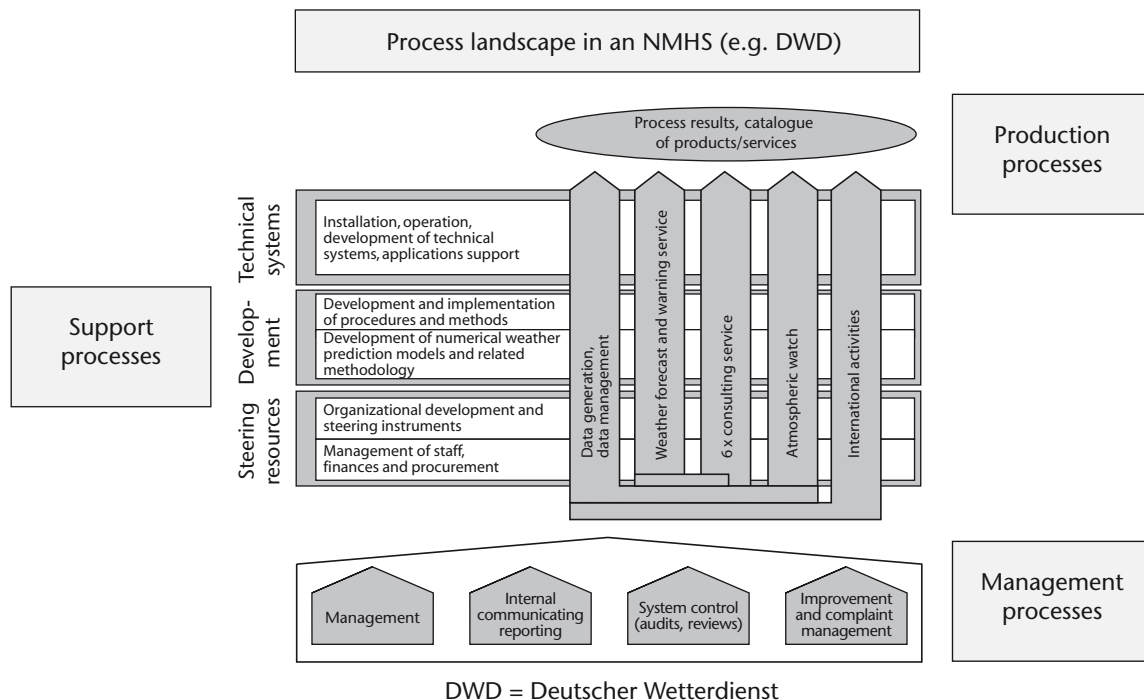 Process landscape in an NMHS (e.g. DWD)
Process results, catalogue
of products/services
Production
processes
Support
processes
Technical
systems
Installation, operation,
development of technical
systems, applications support
Develop-
ment
Development and implementation
of procedures and methods
Development of numerical weather
prediction models and related
methodology
Steering
resources
Organizational development and
steering instruments
Management of staff,
finances and procurement
Data generation,
data management
Weather forecast and warning service
6 x consulting service
Atmospheric watch
International activities
Management
Internal
communicating
reporting
System control
(audits, reviews)
Improvement
and complaint
management
Management
processes
DWD = Deutscher Wetterdienst